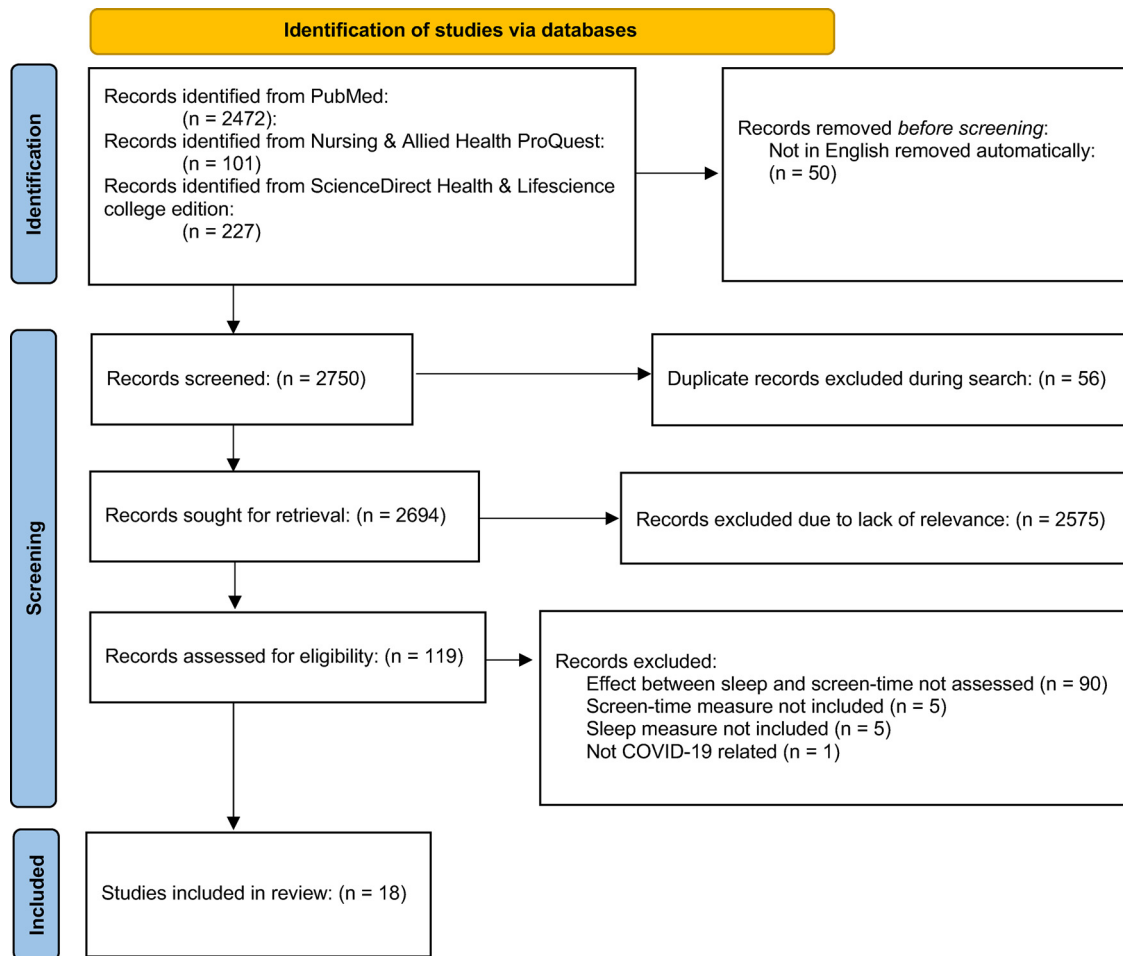 Identification of studies via databases
Identification
Records identified from PubMed:
(n = 2472):
Records identified from Nursing & Allied Health ProQuest:
(n = 101)
Records identified from ScienceDirect Health & Lifescience
college edition:
(n = 227)
Records removed before screening:
Not in English removed automatically:
(n = 50)
Screening
Records screened: (n = 2750)
Duplicate records excluded during search: (n = 56)
Records sought for retrieval: (n = 2694)
Records excluded due to lack of relevance: (n = 2575)
Records assessed for eligibility: (n = 119)
Records excluded:
Effect between sleep and screen-time not assessed (n = 90)
Screen-time measure not included (n = 5)
Sleep measure not included (n = 5)
Not COVID-19 related (n = 1)
Included
Studies included in review: (n = 18)